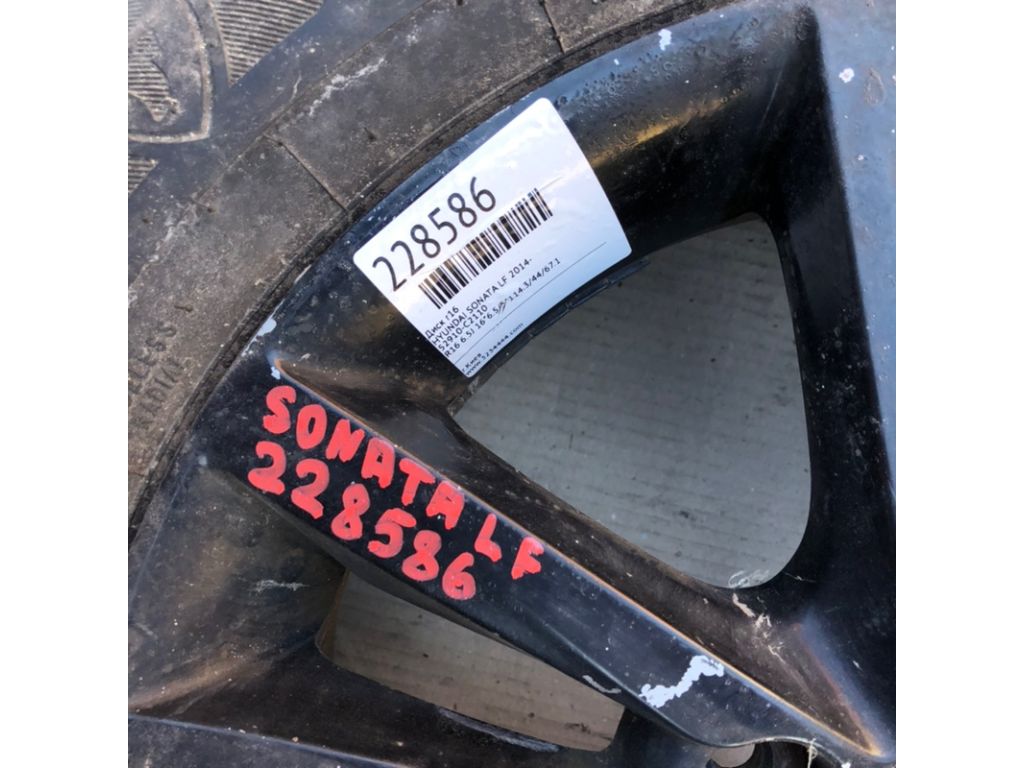 228586
Диск r16
HYUNDAI SONATA LF 2014-
52910-C2110
R16 6.5J 16*6.5/5*114.3/44/67.1
г.Киев
SONATA LF
228586